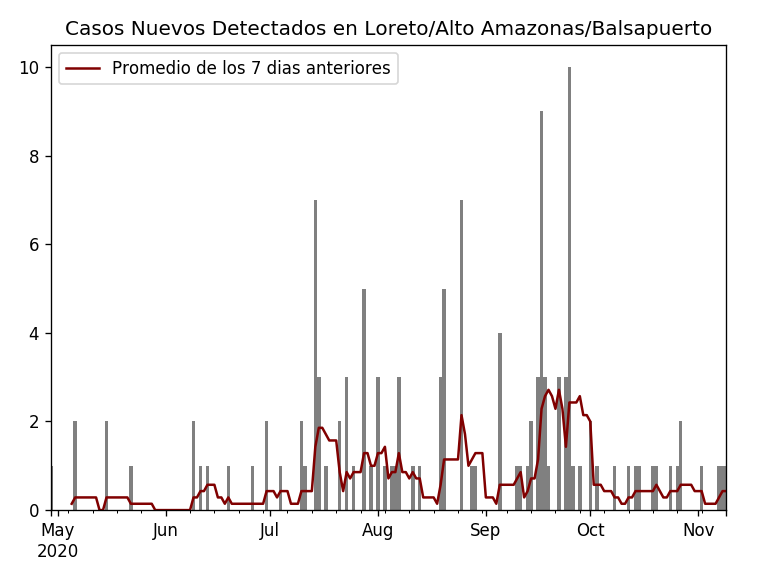 Casos Nuevos Detectados en Loreto/Alto Amazonas/Balsapuerto
Promedio de los 7 dias anteriores
10
8
6
4
2
0
May Jun Jul Aug Sep Oct Nov
2020